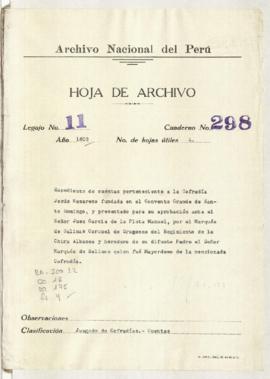 Archivo Nacional del Perú
HOJA DE ARCHIVO
Legajo No. 11 Cuaderno No. 298
Año 1803 No. de hojas útiles 4.
Expediente de cuentas perteneciente a la Cofradía
Jesús Nazareno fundada en el Convento Grande de San-
to Domingo, y presentado para su aprobación ante el
Señor Juan García de la Plata Manuel, por el Marqués
de Salinas Coronel de Dragones del Regimiento de la
y heredero de su difunto Padre el Señor
Marqués de Salinas quien fué Mayordomo de la mencionada
Cofradía.
Observaciones
Clasificación Juzgado de Cofradías.- Cuentas